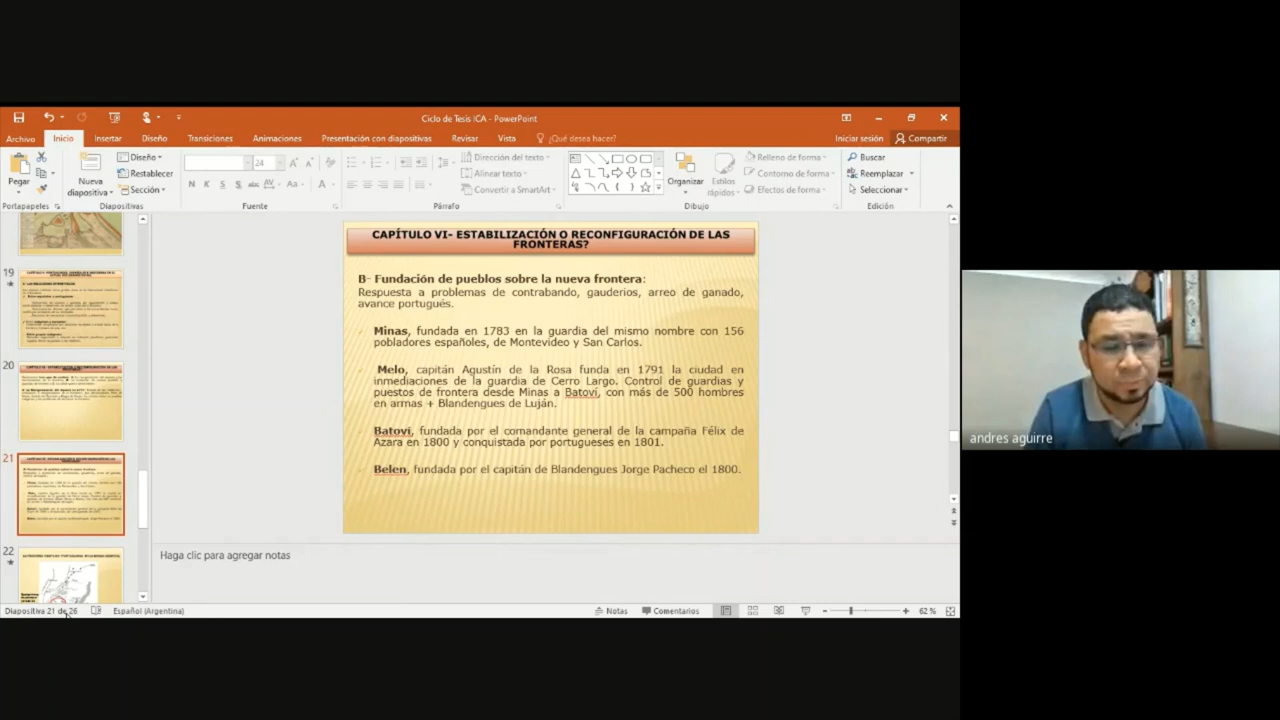 Ciclo de Tesis ICA - PowerPoint
Archivo Inicio Insertar Diseño Transiciones Animaciones Presentación con diapositivas Revisar Vista ¿Qué desea hacer? Iniciar sesión Compartir
Pegar
Nueva diapositiva
Diseño
Restablecer
Sección
24
N K S S abc AV Aa A
Dirección del texto
Alinear texto
Convertir a SmartArt
Organizar
Estilos rápidos
Relleno de forma
Contorno de forma
Efectos de forma
Buscar
Reemplazar
Seleccionar
Portapapeles Diapositivas Fuente Párrafo Dibujo Edición
19
20
21
22
CAPÍTULO VI- ESTABILIZACIÓN O RECONFIGURACIÓN DE LAS
FRONTERAS?
B- Fundación de pueblos sobre la nueva frontera:
Respuesta a problemas de contrabando, gauderios, arreo de ganado,
avance portugués.
Minas, fundada en 1783 en la guardia del mismo nombre con 156
pobladores españoles, de Montevideo y San Carlos.
Melo, capitán Agustín de la Rosa funda en 1791 la ciudad en
inmediaciones de la guardia de Cerro Largo. Control de guardias y
puestos de frontera desde Minas a Batoví, con más de 500 hombres
en armas + Blandengues de Luján.
Batoví, fundada por el comandante general de la campaña Félix de
Azara en 1800 y conquistada por portugueses en 1801.
Belen, fundada por el capitán de Blandengues Jorge Pacheco el 1800.
Haga clic para agregar notas
Diapositiva 21 de 26 Español (Argentina) Notas Comentarios 62 %
andres aguirre